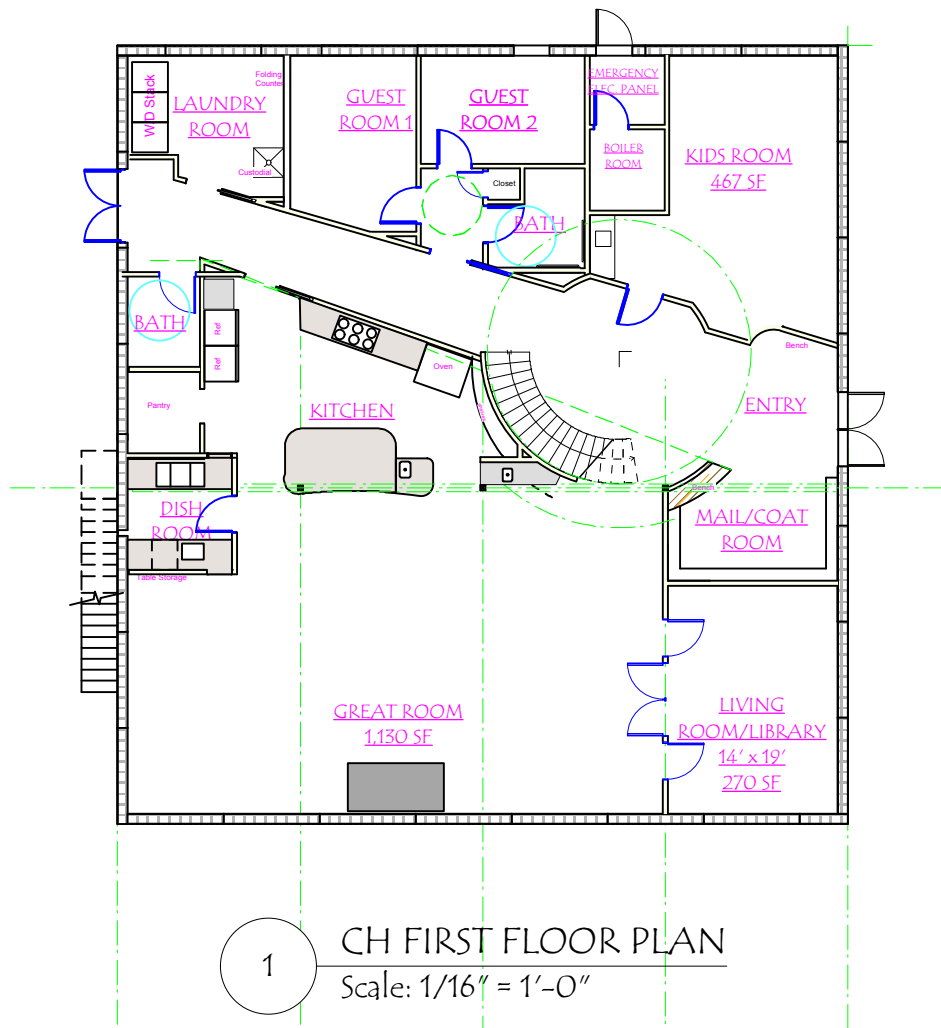 W/D Stack
LAUNDRY
ROOM
Folding
Counter
Custodial
GUEST
ROOM 1
GUEST
ROOM 2
EMERGENCY
ELEC. PANEL
BOILER
ROOM
KIDS ROOM
467 SF
Closet
BATH
BATH
Ref
Ref
Oven
Bench
Pantry
KITCHEN
ENTRY
Bench
DISH
ROOM
MAIL/COAT
ROOM
Table Storage
GREAT ROOM
1,130 SF
LIVING
ROOM/LIBRARY
14' x 19'
270 SF
1
CH FIRST FLOOR PLAN
Scale: 1/16" = 1'-0"